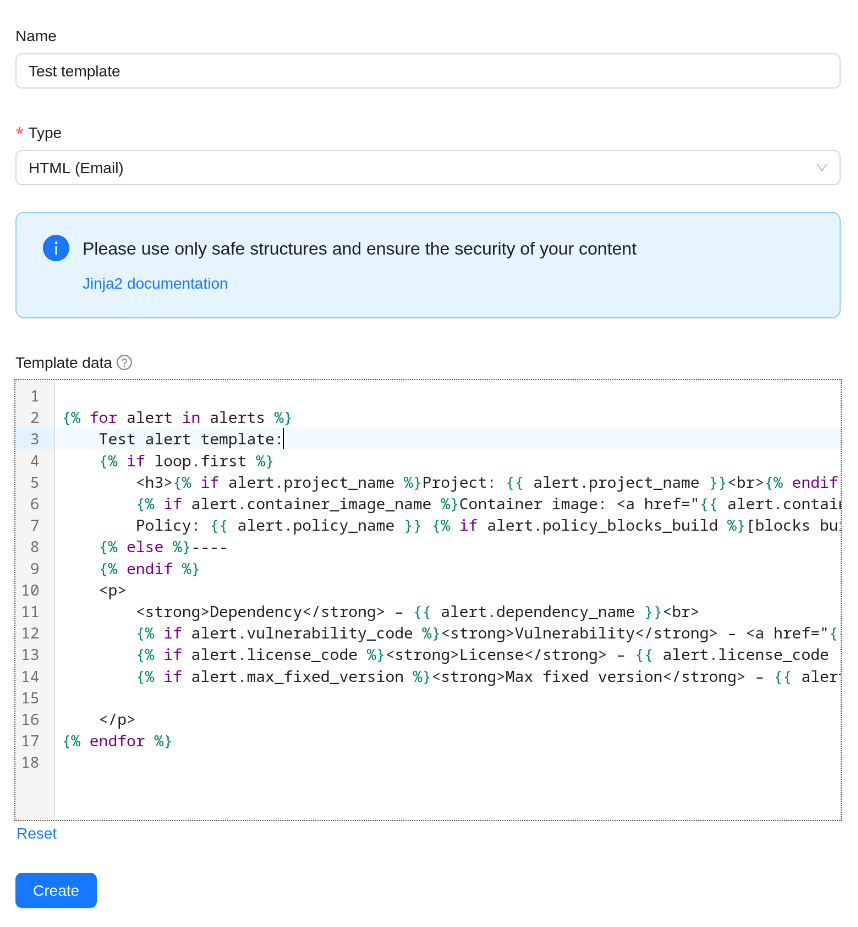 Name
Test template
* Type
HTML (Email)
Please use only safe structures and ensure the security of your content
Jinja2 documentation
Template data ?
1
2 {% for alert in alerts %}
3 Test alert template:
4 {% if loop.first %}
5 <h3>{% if alert.project_name %}Project: {{ alert.project_name }}<br>{% endif
6 {% if alert.container_image_name %}Container image: <a href="{{ alert.contain
7 Policy: {{ alert.policy_name }} {% if alert.policy_blocks_build %}[blocks bui
8 {% else %}----
9 {% endif %}
10 <p>
11 <strong>Dependency</strong> – {{ alert.dependency_name }}<br>
12 {% if alert.vulnerability_code %}<strong>Vulnerability</strong> – <a href="{
13 {% if alert.license_code %}<strong>License</strong> – {{ alert.license_code
14 {% if alert.max_fixed_version %}<strong>Max fixed version</strong> – {{ alert
15
16 </p>
17 {% endfor %}
18
Reset
Create